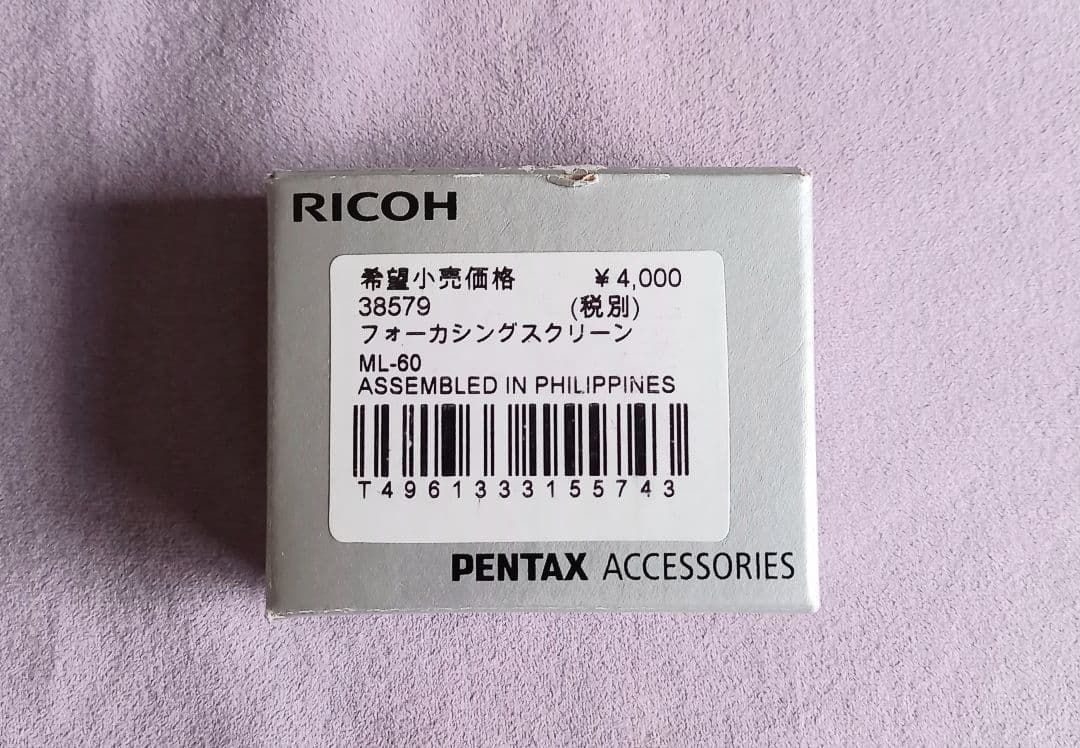 RICOH
希望小売価格 ¥4,000
38579 (税別)
フォーカシングスクリーン
ML-60
ASSEMBLED IN PHILIPPINES
T4961333155743
PENTAX ACCESSORIES